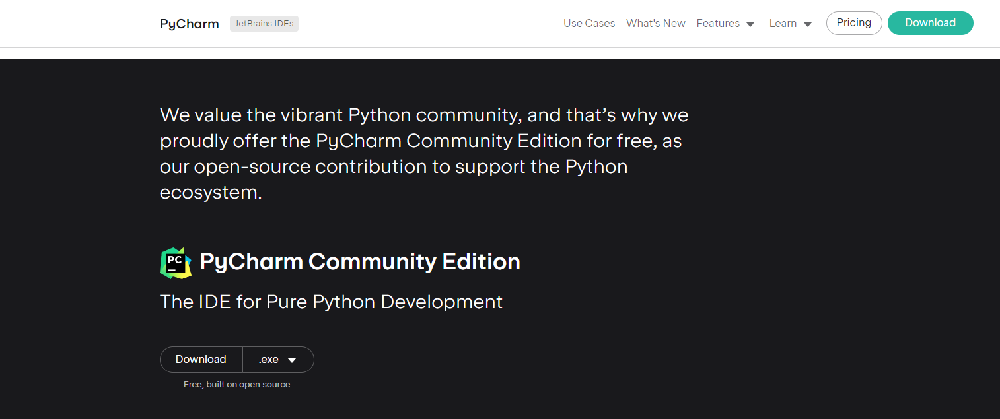 PyCharm JetBrains IDEs Use Cases What's New Features Learn Pricing Download
We value the vibrant Python community, and that’s why we
proudly offer the PyCharm Community Edition for free, as
our open-source contribution to support the Python
ecosystem.
PC PyCharm Community Edition
The IDE for Pure Python Development
Download .exe
Free, built on open source